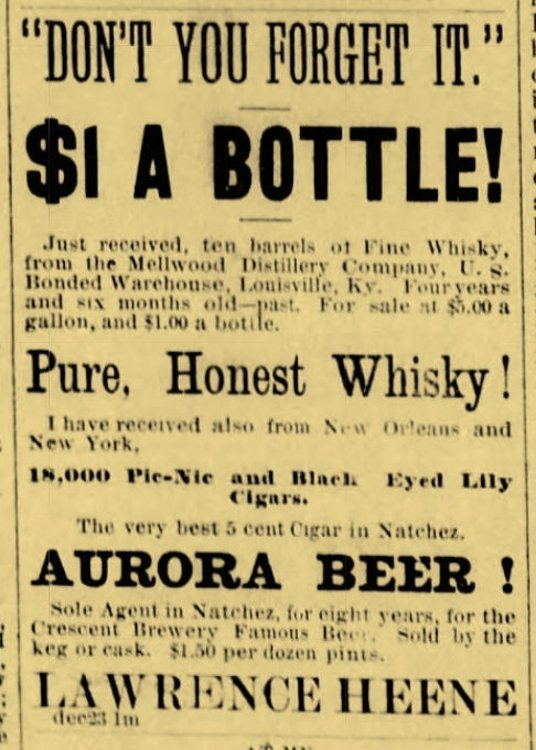 "DON'T YOU FORGET IT."
$1 A BOTTLE!
Just received, ten barrels of Fine Whisky,
from the Mellwood Distillery Company, U. S.
Bonded Warehouse, Louisville, Ky. Four years
and six months old—past. For sale at $5.00 a
gallon, and $1.00 a bottle.
Pure, Honest Whisky!
I have received also from New Orleans and
New York,
18,000 Pic-Nic and Black Eyed Lily
Cigars.
The very best 5 cent Cigar in Natchez.
AURORA BEER!
Sole Agent in Natchez, for eight years, for the
Crescent Brewery Famous Beer. Sold by the
keg or cask. $1.50 per dozen pints.
LAWRENCE HEENE
dec23 1m